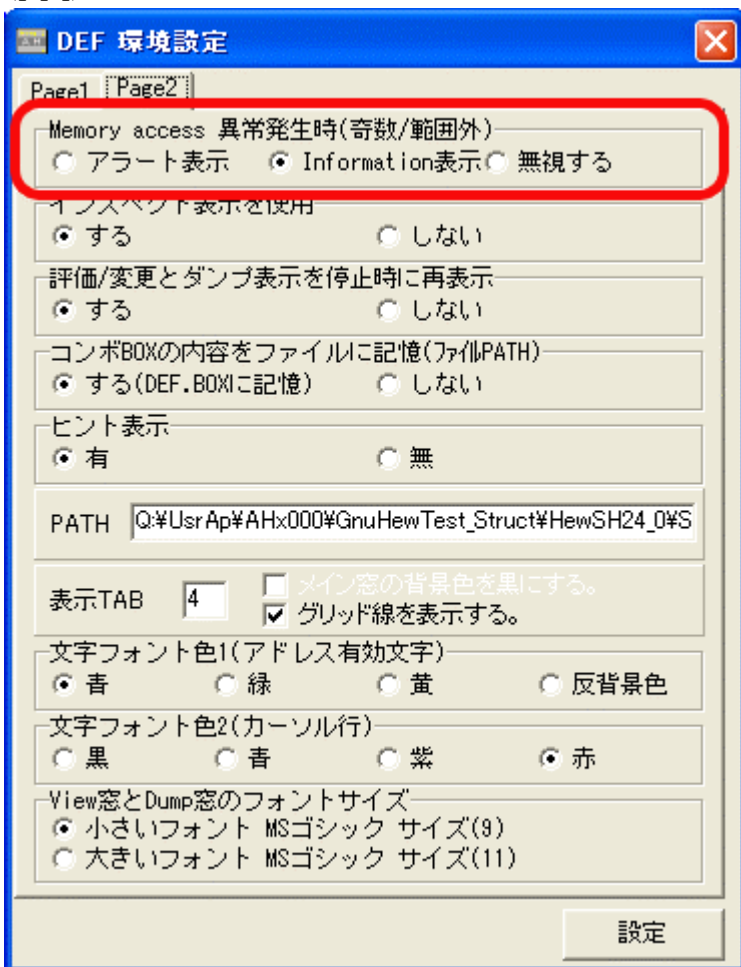 DEF 環境設定
Page1 Page2
Memory access 異常発生時(奇数/範囲外)
アラート表示 Information表示 無視する
インスペクト表示を使用
する しない
評価/変更とダンプ表示を停止時に再表示
する しない
コンボBOXの内容をファイルに記憶(ファイルPATH)
する(DEF.BOXに記憶) しない
ヒント表示
有 無
PATH Q:¥UsrAp¥AHx000¥GnuHewTest_Struct¥HewSH24_0¥S
メイン窓の背景色を黒にする。
表示TAB 4
グリッド線を表示する。
文字フォント色1(アドレス有効文字)
青 緑 黄 反背景色
文字フォント色2(カーソル行)
黒 青 紫 赤
View窓とDump窓のフォントサイズ
小さいフォント MSゴシック サイズ(9)
大きいフォント MSゴシック サイズ(11)
設定